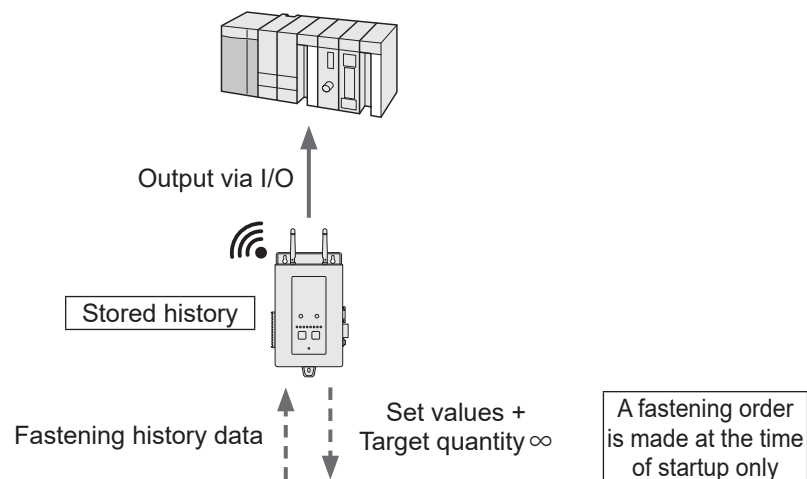 Output via I/O
Stored history
Fastening history data
Set values +
Target quantity ∞
A fastening order
is made at the time
of startup only